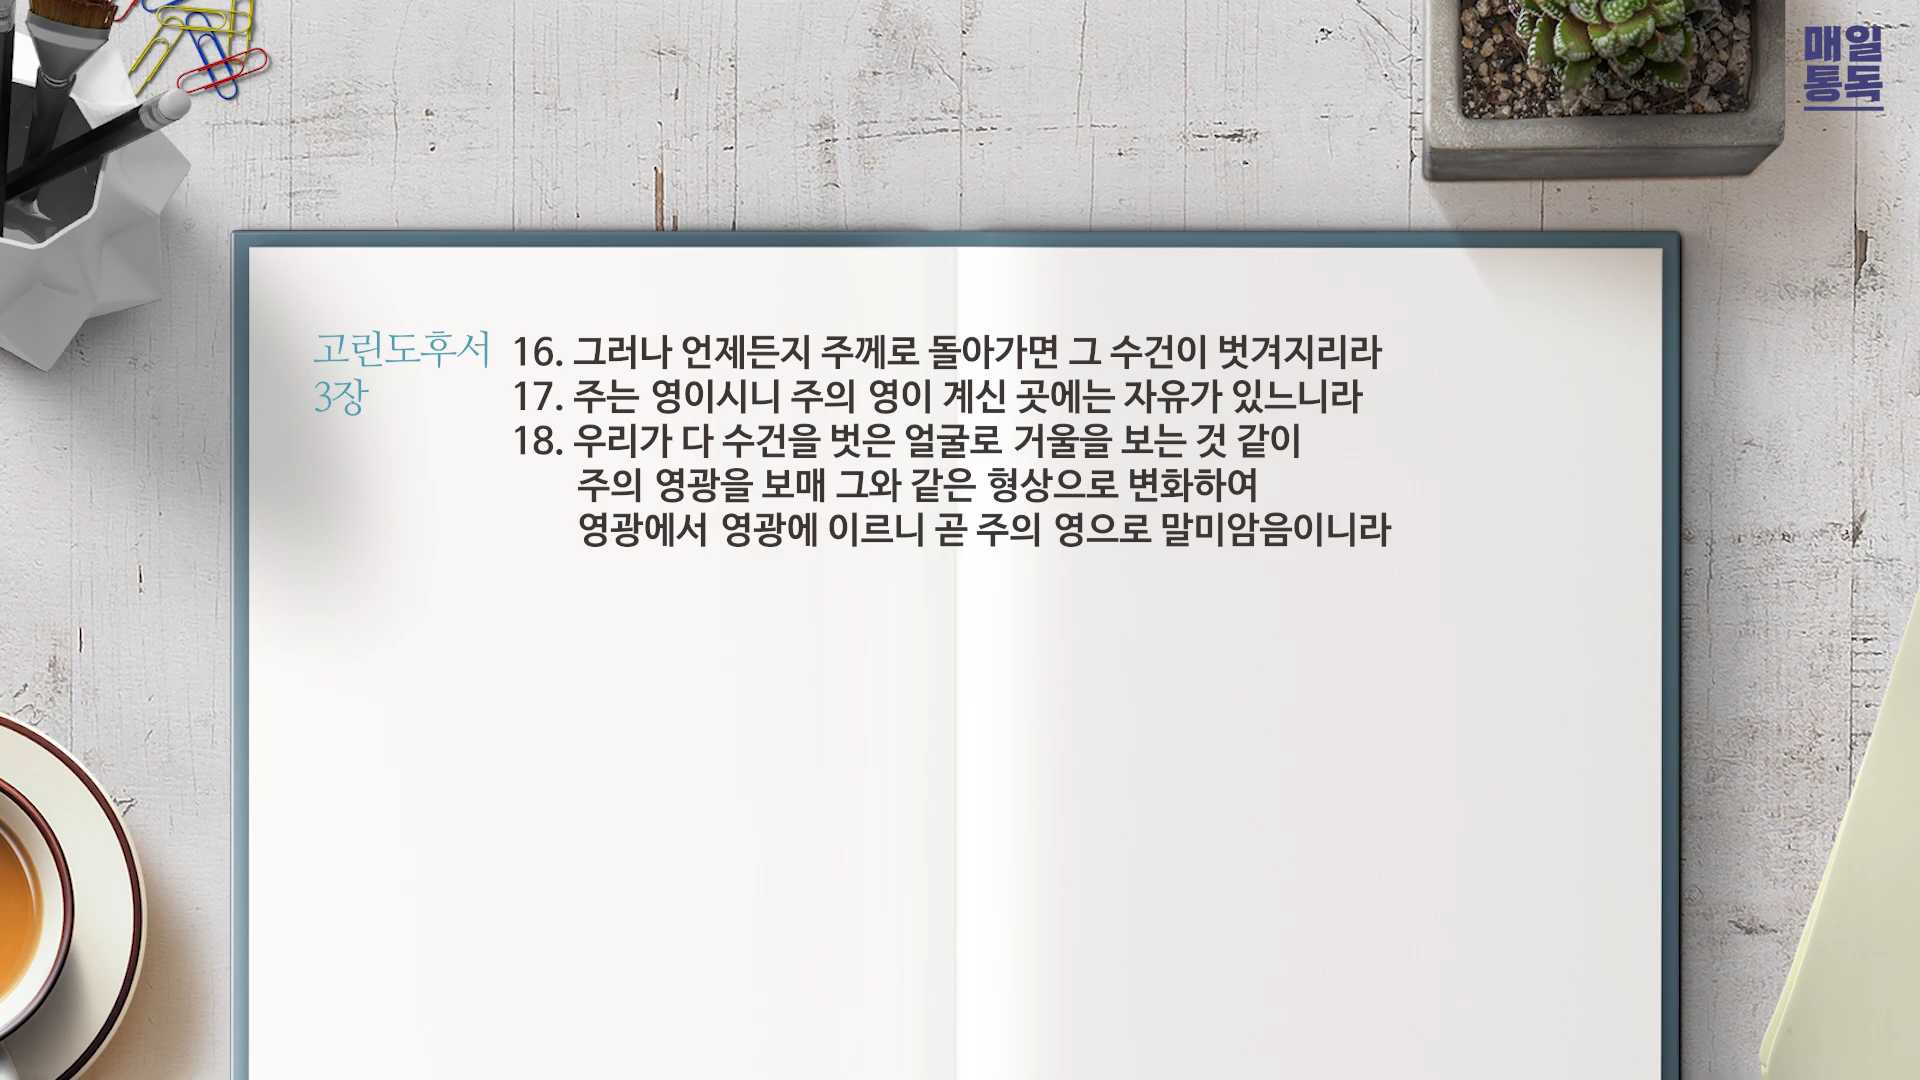 매일
통독
고린도후서
3장
16. 그러나 언제든지 주께로 돌아가면 그 수건이 벗겨지리라
17. 주는 영이시니 주의 영이 계신 곳에는 자유가 있느니라
18. 우리가 다 수건을 벗은 얼굴로 거울을 보는 것 같이
주의 영광을 보매 그와 같은 형상으로 변화하여
영광에서 영광에 이르니 곧 주의 영으로 말미암음이니라